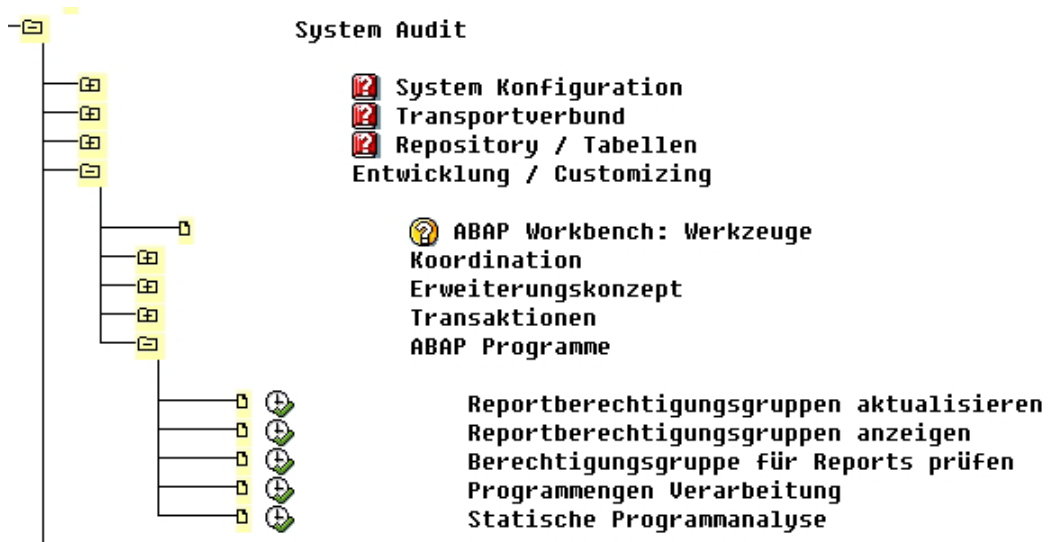 System Audit
System Konfiguration
Transportverbund
Repository / Tabellen
Entwicklung / Customizing
ABAP Workbench: Werkzeuge
Koordination
Erweiterungskonzept
Transaktionen
ABAP Programme
Reportberechtigungsgruppen aktualisieren
Reportberechtigungsgruppen anzeigen
Berechtigungsgruppe für Reports prüfen
Programmengen Verarbeitung
Statische Programmanalyse